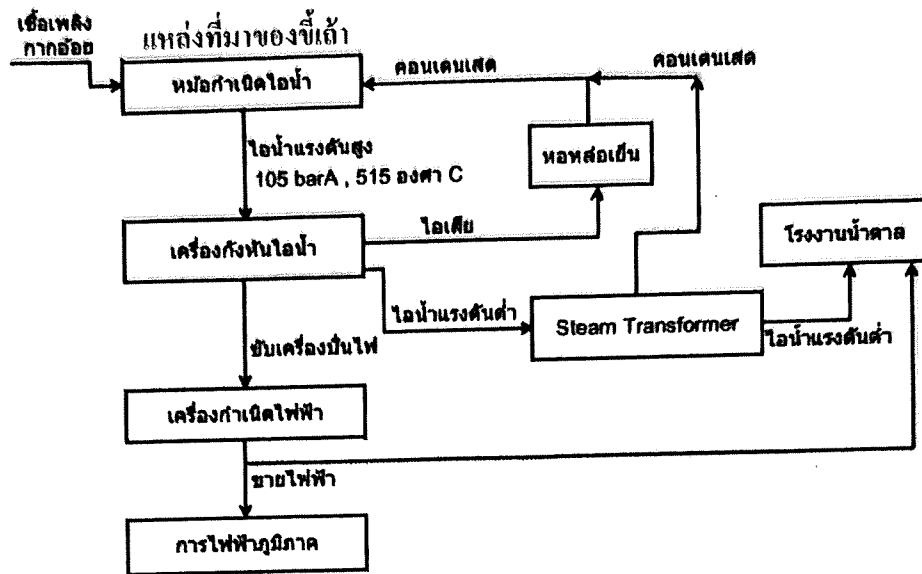 เชื้อเพลิง
กากอ้อย
แหล่งที่มาของขี้เถ้า
หม้อกำเนิดไอน้ำ
คอนเดนเสด
คอนเดนเสด
หอหล่อเย็น
ไอน้ำแรงดันสูง
105 barA , 515 องศา C
เครื่องกังหันไอน้ำ
ไอเสีย
โรงงานน้ำตาล
ไอน้ำแรงดันต่ำ
Steam Transformer
ไอน้ำแรงดันต่ำ
ขับเครื่องปั่นไฟ
เครื่องกำเนิดไฟฟ้า
ขายไฟฟ้า
การไฟฟ้าภูมิภาค